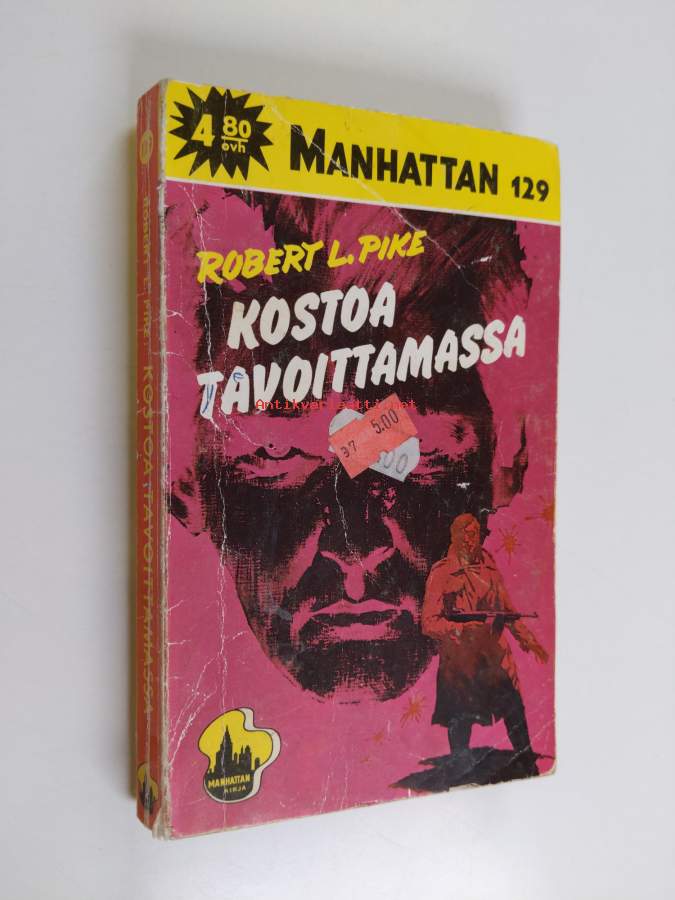 4 80
ovh
MANHATTAN 129
ROBERT L. PIKE
KOSTOA
TAVOITTAMASSA
Antikvariaatti.net
37 5.00
MANHATTAN
KIRJA
ROBERT L. PIKE: KOSTOA TAVOITTAMASSA